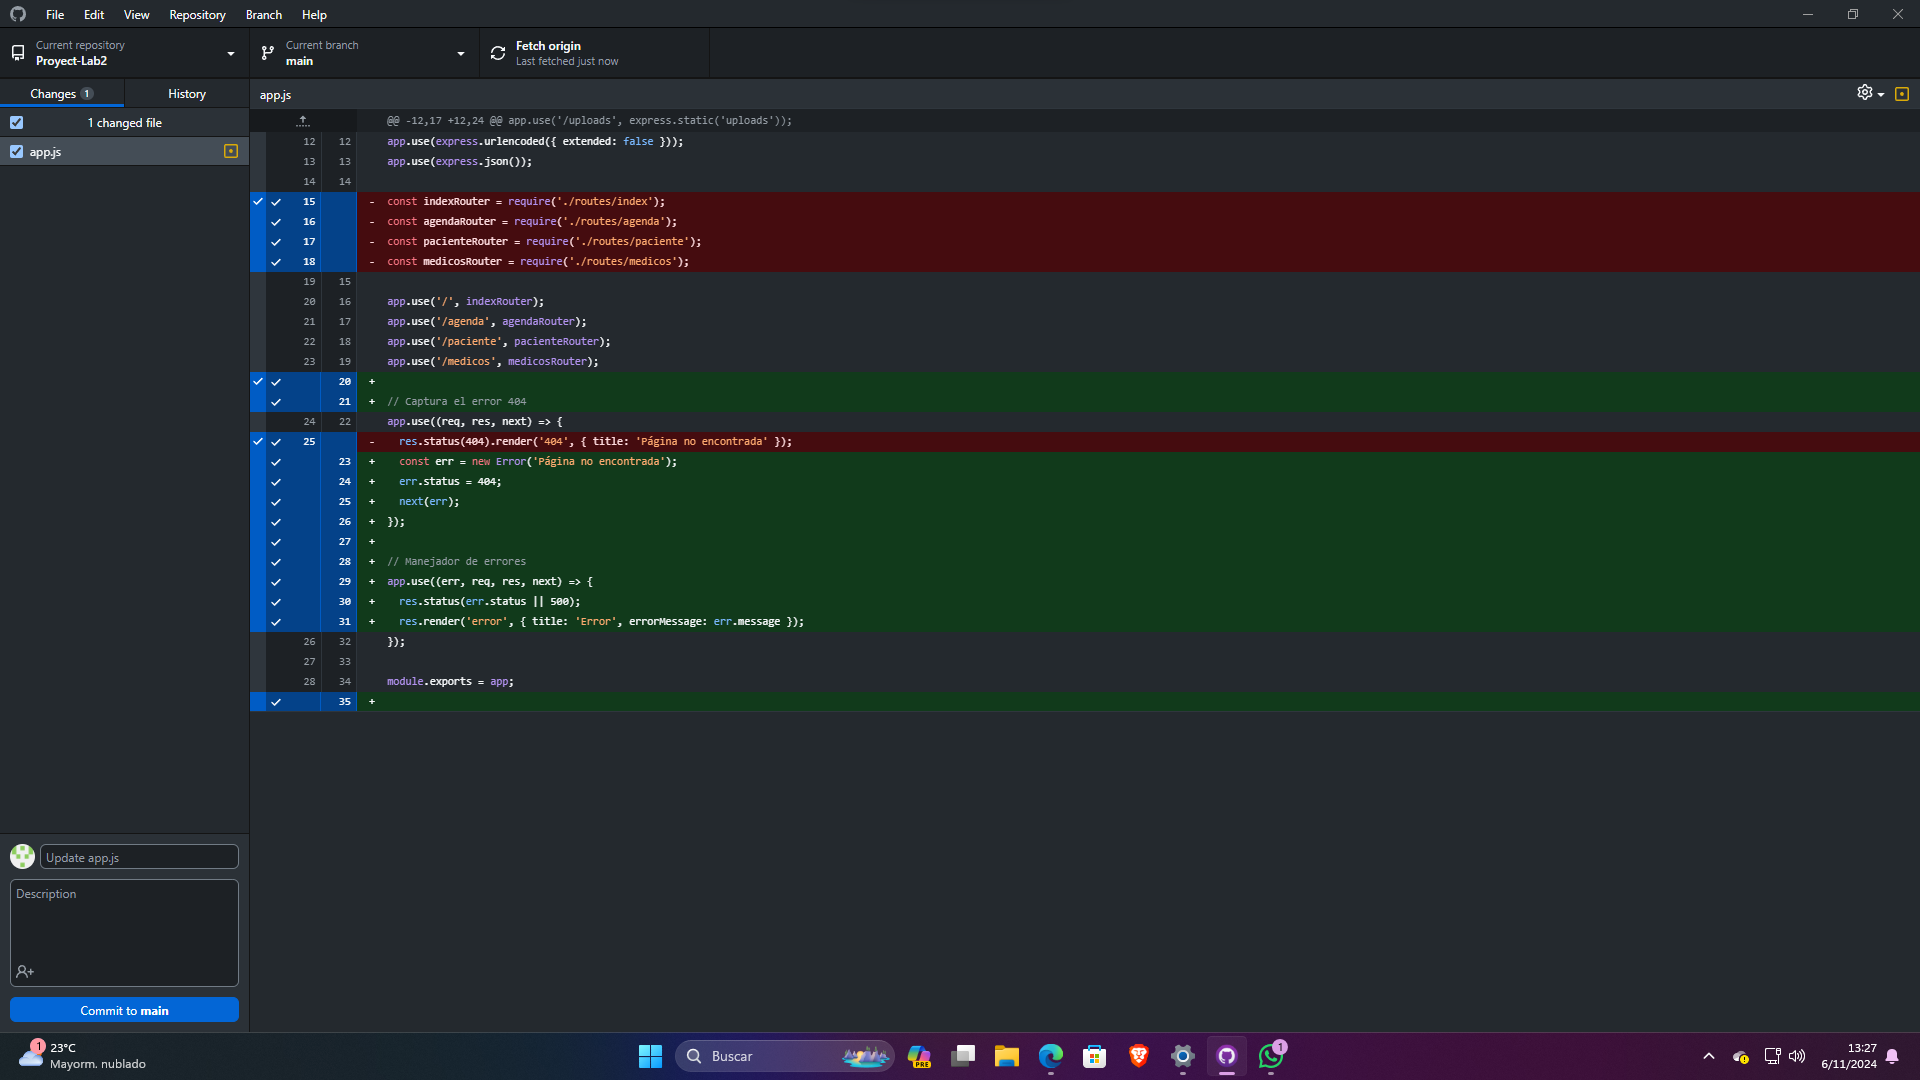 File Edit View Repository Branch Help
Current repository
Proyect-Lab2
Current branch
main
Fetch origin
Last fetched just now
Changes 1 History
1 changed file
app.js
app.js
@@ -12,17 +12,24 @@ app.use('/uploads', express.static('uploads'));
12 12 app.use(express.urlencoded({ extended: false }));
13 13 app.use(express.json());
14 14
15 - const indexRouter = require('./routes/index');
16 - const agendaRouter = require('./routes/agenda');
17 - const pacienteRouter = require('./routes/paciente');
18 - const medicosRouter = require('./routes/medicos');
19 15
20 16 app.use('/', indexRouter);
21 17 app.use('/agenda', agendaRouter);
22 18 app.use('/paciente', pacienteRouter);
23 19 app.use('/medicos', medicosRouter);
20 +
21 + // Captura el error 404
24 22 app.use((req, res, next) => {
25 - res.status(404).render('404', { title: 'Página no encontrada' });
23 + const err = new Error('Página no encontrada');
24 + err.status = 404;
25 + next(err);
26 + });
27 +
28 + // Manejador de errores
29 + app.use((err, req, res, next) => {
30 + res.status(err.status || 500);
31 + res.render('error', { title: 'Error', errorMessage: err.message });
26 32 });
27 33
28 34 module.exports = app;
35 +
Update app.js
Description
Commit to main
1
23°C
Mayorm. nublado
Buscar
PRE
1
13:27
6/11/2024